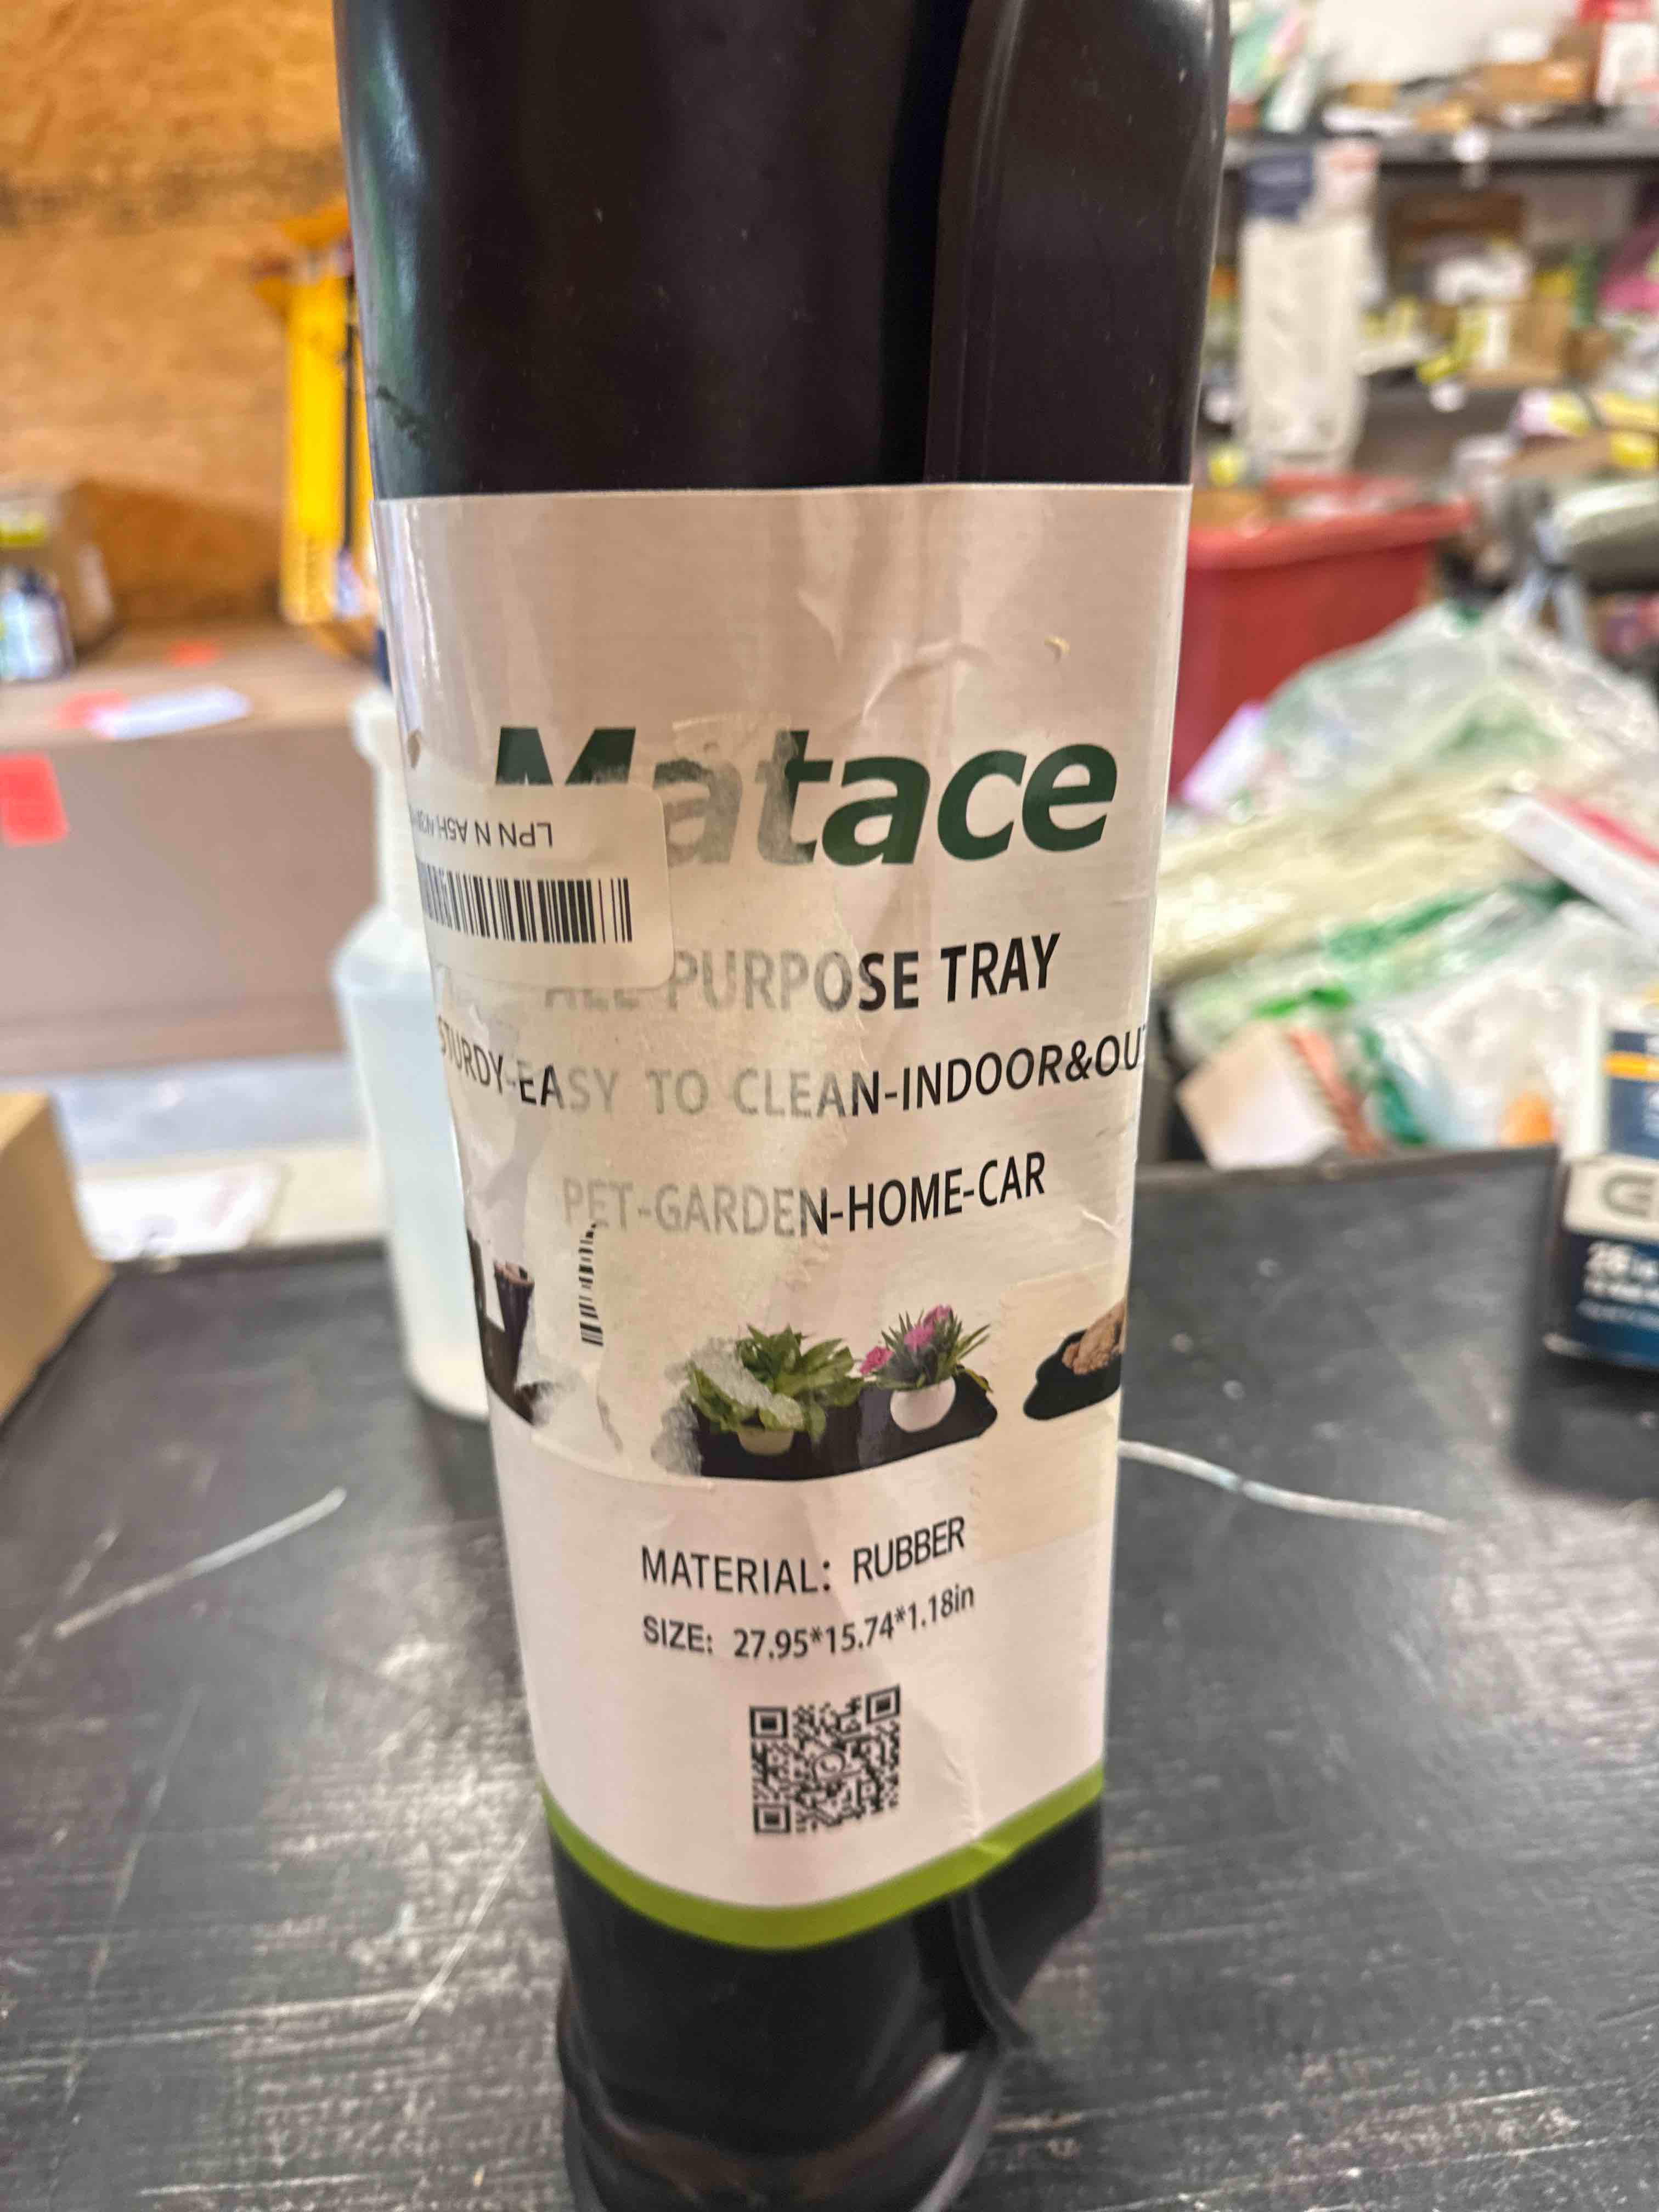 Matace
LPN N ASH
ALL PURPOSE TRAY
STURDY-EASY TO CLEAN-INDOOR&OU
PET-GARDEN-HOME-CAR
MATERIAL: RUBBER
SIZE: 27.95*15.74*1.18in